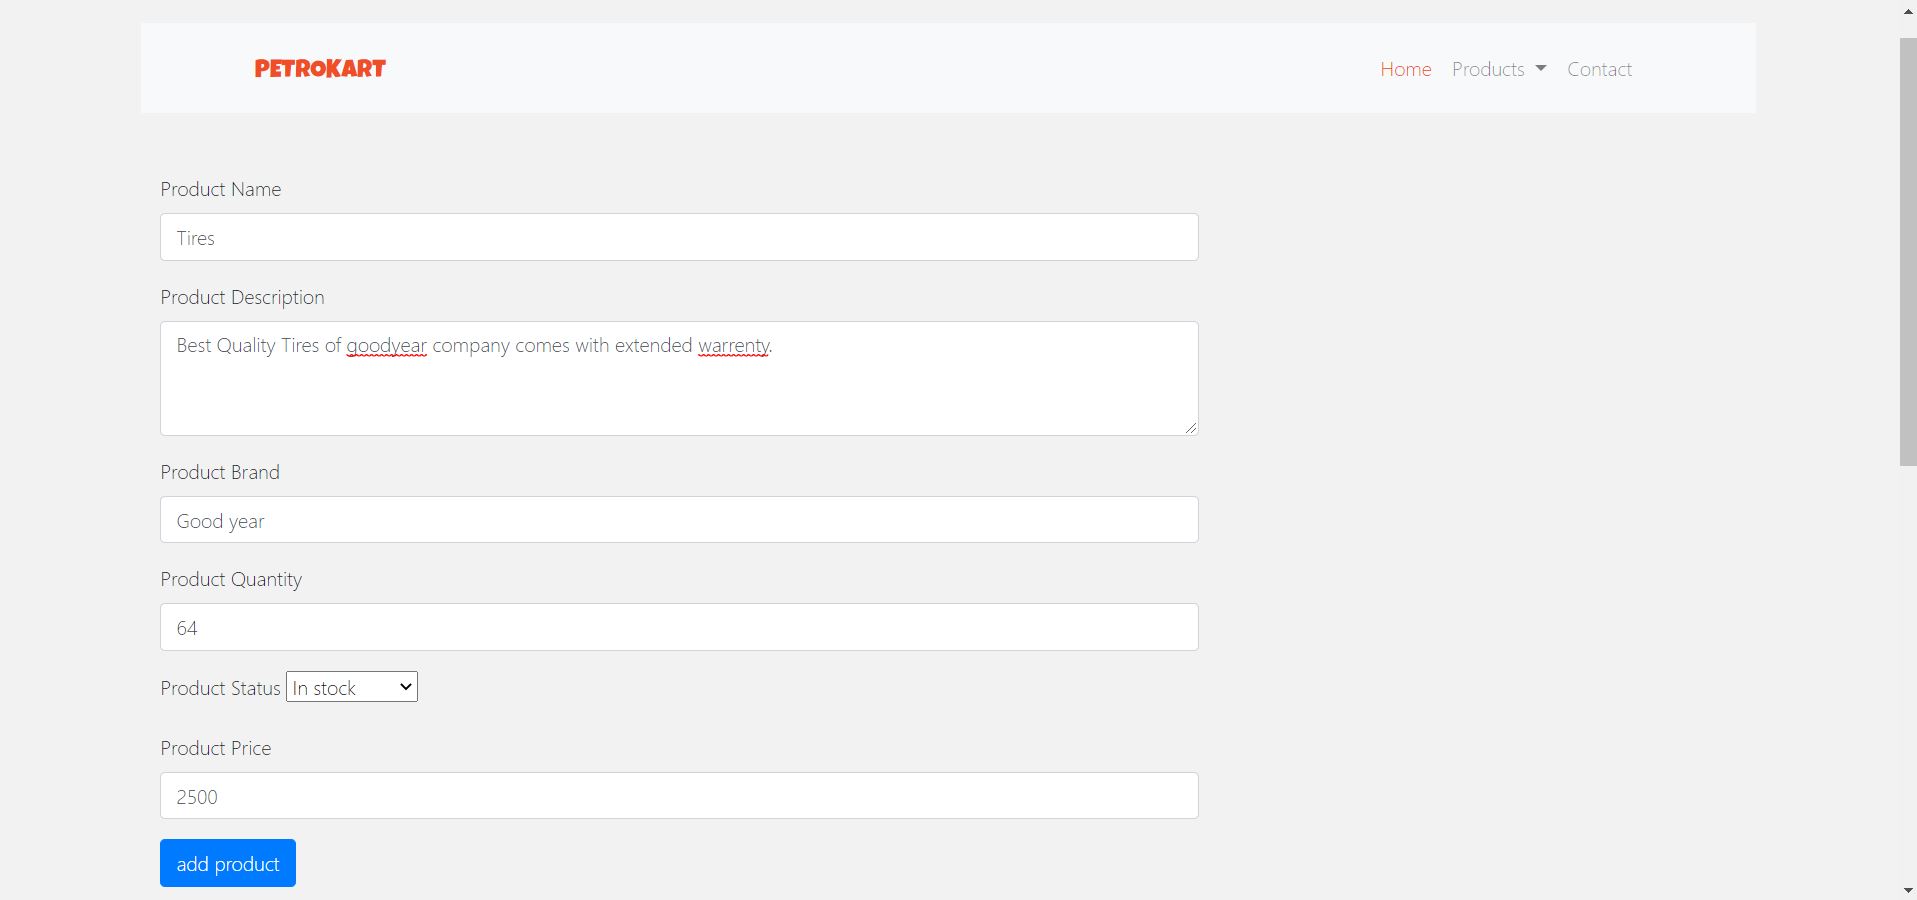 PETROKART
Home Products Contact
Product Name
Tires
Product Description
Best Quality Tires of goodyear company comes with extended warrenty.
Product Brand
Good year
Product Quantity
64
Product Status In stock
Product Price
2500
add product